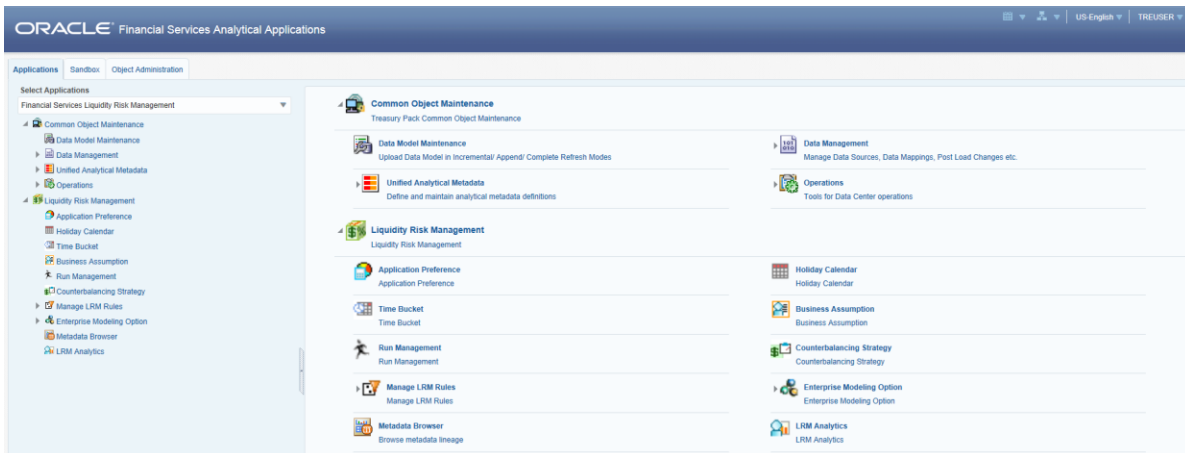 ORACLE® Financial Services Analytical Applications
US-English
TREUSER
Applications
Sandbox
Object Administration
Select Applications
Financial Services Liquidity Risk Management
Common Object Maintenance
Data Model Maintenance
Data Management
Unified Analytical Metadata
Operations
Liquidity Risk Management
Application Preference
Holiday Calendar
Time Bucket
Business Assumption
Run Management
Counterbalancing Strategy
Manage LRM Rules
Enterprise Modeling Option
Metadata Browser
LRM Analytics
Common Object Maintenance
Treasury Pack Common Object Maintenance
Data Model Maintenance
Upload Data Model in Incremental/ Append/ Complete Refresh Modes
Data Management
Manage Data Sources, Data Mappings, Post Load Changes etc.
Unified Analytical Metadata
Define and maintain analytical metadata definitions
Operations
Tools for Data Center operations
Liquidity Risk Management
Liquidity Risk Management
Application Preference
Application Preference
Holiday Calendar
Holiday Calendar
Time Bucket
Time Bucket
Business Assumption
Business Assumption
Run Management
Run Management
Counterbalancing Strategy
Counterbalancing Strategy
Manage LRM Rules
Manage LRM Rules
Enterprise Modeling Option
Enterprise Modeling Option
Metadata Browser
Browse metadata lineage
LRM Analytics
LRM Analytics